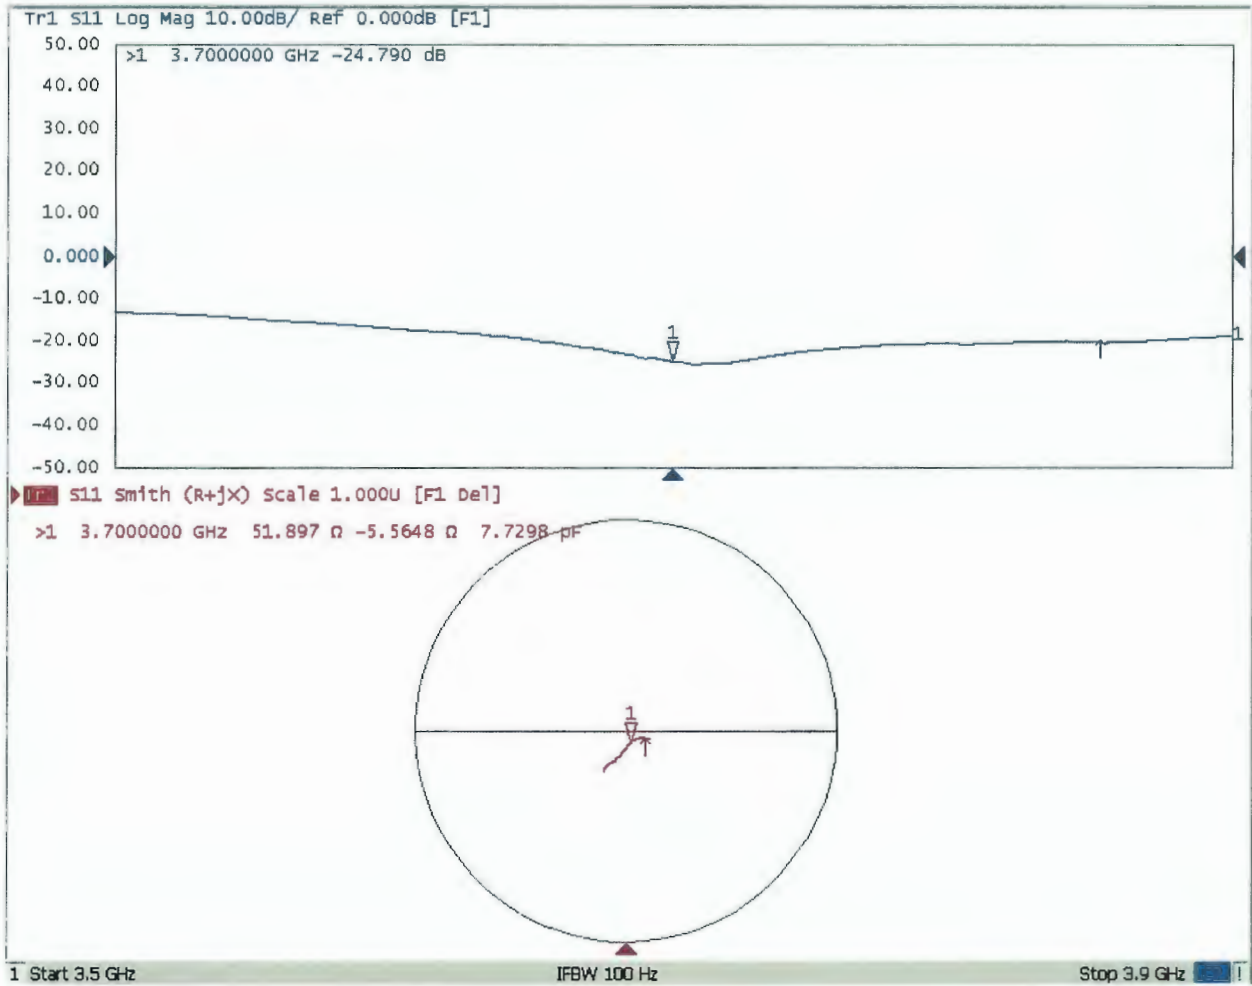 Tr1 S11 Log Mag 10.00dB/ Ref 0.000dB [F1]
50.00
>1 3.7000000 GHz -24.790 dB
40.00
30.00
20.00
10.00
0.000
-10.00
1
1
-20.00
-30.00
-40.00
-50.00
S11 Smith (R+jX) Scale 1.000U [F1 Del]
>1 3.7000000 GHz 51.897 Ω -5.5648 Ω 7.7298 pF
1
1 Start 3.5 GHz
IFBW 100 Hz
Stop 3.9 GHz
!